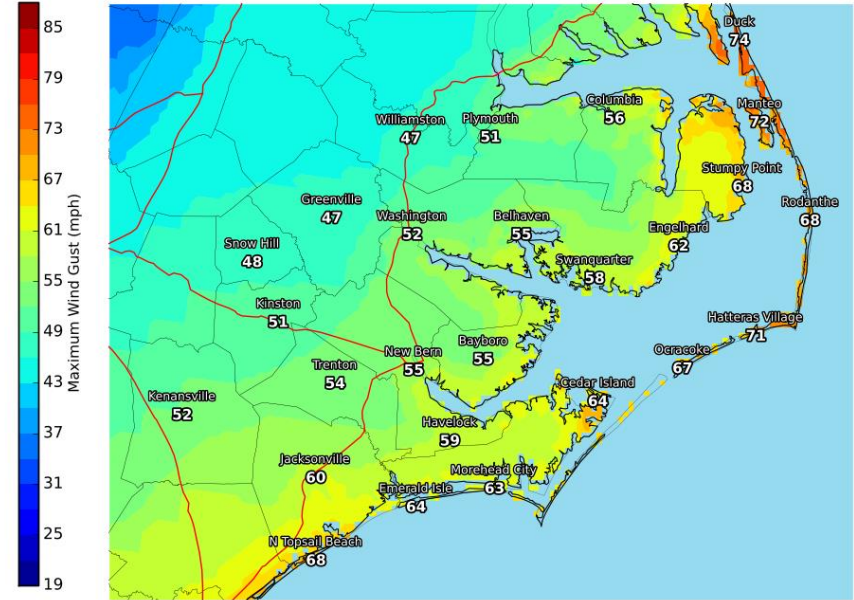 85
79
73
67
61
55
49
43
37
31
25
19
Maximum Wind Gust (mph)
Duck
74
Columbia
56
Manteo
72
Williamston
47
Plymouth
51
Stumpy Point
68
Greenville
47
Rodanthe
68
Washington
52
Belhaven
55
Engelhard
62
Snow Hill
48
Swanquarter
58
Kinston
51
Hatteras Village
71
New Bern
55
Bayboro
55
Ocracoke
67
Trenton
54
Cedar Island
64
Kenansville
52
Havelock
59
Jacksonville
60
Morehead City
63
Emerald Isle
64
N Topsail Beach
68